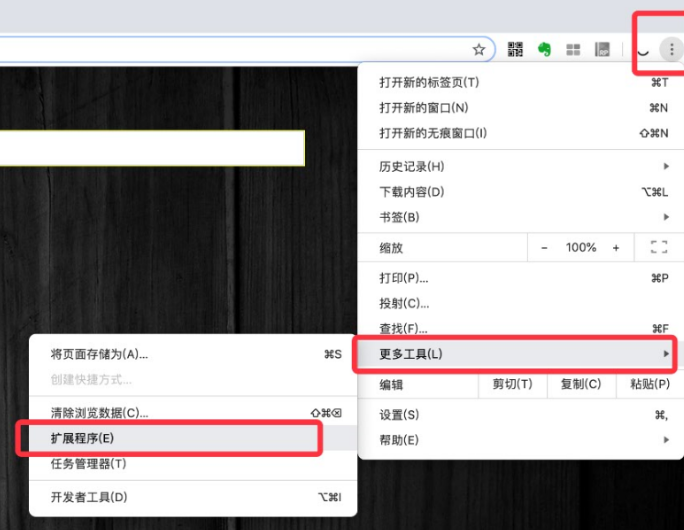 打开新的标签页(T) ⌘T
打开新的窗口(N) ⌘N
打开新的无痕窗口(I) ⇧⌘N
历史记录(H)
下载内容(D) ⌥⌘L
书签(B)
缩放 - 100% +
打印(P)... ⌘P
投射(C)...
查找(F)... ⌘F
更多工具(L)
编辑 剪切(T) 复制(C) 粘贴(P)
设置(S) ⌘,
帮助(E)
将页面存储为(A)... ⌘S
创建快捷方式...
清除浏览数据(C)... ⇧⌘⌫
扩展程序(E)
任务管理器(T)
开发者工具(D) ⌥⌘I